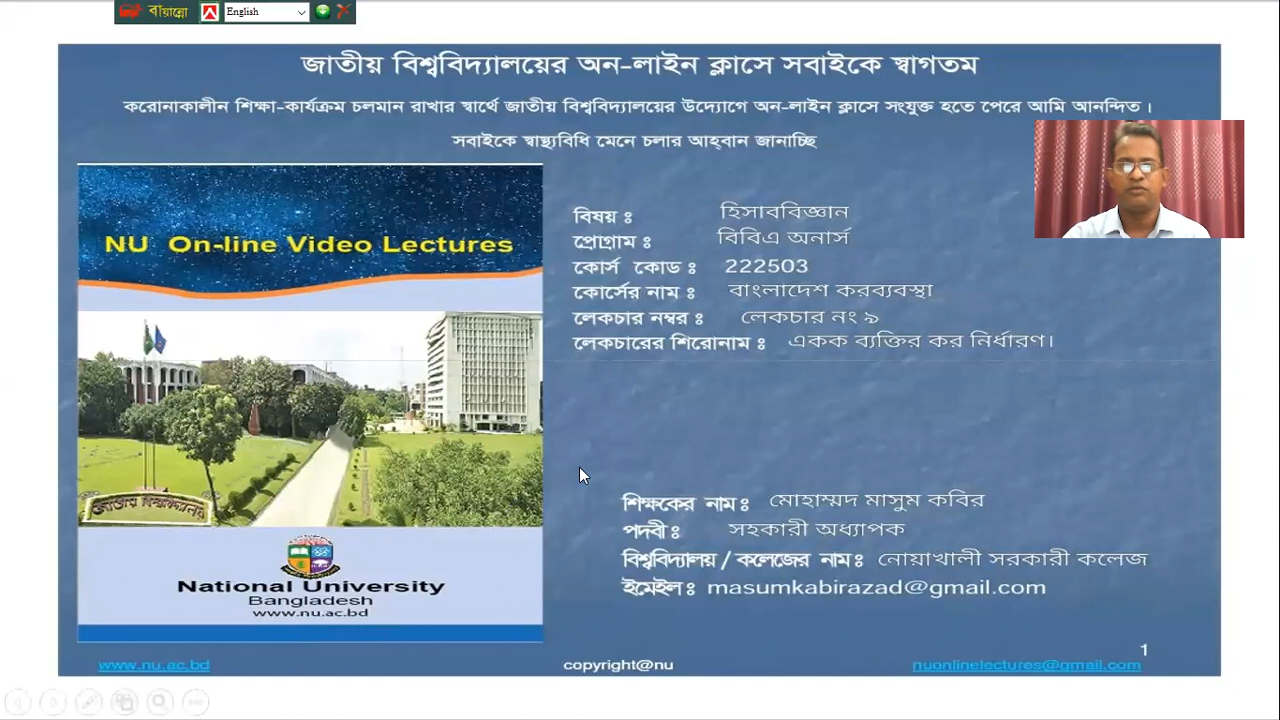 বায়ান্নো English
জাতীয় বিশ্ববিদ্যালয়ের অন-লাইন ক্লাসে সবাইকে স্বাগতম
করোনাকালীন শিক্ষা-কার্যক্রম চলমান রাখার স্বার্থে জাতীয় বিশ্ববিদ্যালয়ের উদ্যোগে অন-লাইন ক্লাসে সংযুক্ত হতে পেরে আমি আনন্দিত।
সবাইকে স্বাস্থ্যবিধি মেনে চলার আহ্বান জানাচ্ছি
NU On-line Video Lectures
জাতীয় বিশ্ববিদ্যালয়
National University
Bangladesh
www.nu.ac.bd
বিষয় ঃ হিসাববিজ্ঞান
প্রোগ্রাম ঃ বিবিএ অনার্স
কোর্স কোড ঃ 222503
কোর্সের নাম ঃ বাংলাদেশ করব্যবস্থা
লেকচার নম্বর ঃ লেকচার নং ৯
লেকচারের শিরোনাম ঃ একক ব্যক্তির কর নির্ধারণ।
শিক্ষকের নাম ঃ মোহাম্মদ মাসুম কবির
পদবী ঃ সহকারী অধ্যাপক
বিশ্ববিদ্যালয় / কলেজের নাম ঃ নোয়াখালী সরকারী কলেজ
ইমেইল ঃ masumkabirazad@gmail.com
1
www.nu.ac.bd copyright@nu nuonlinelectures@gmail.com